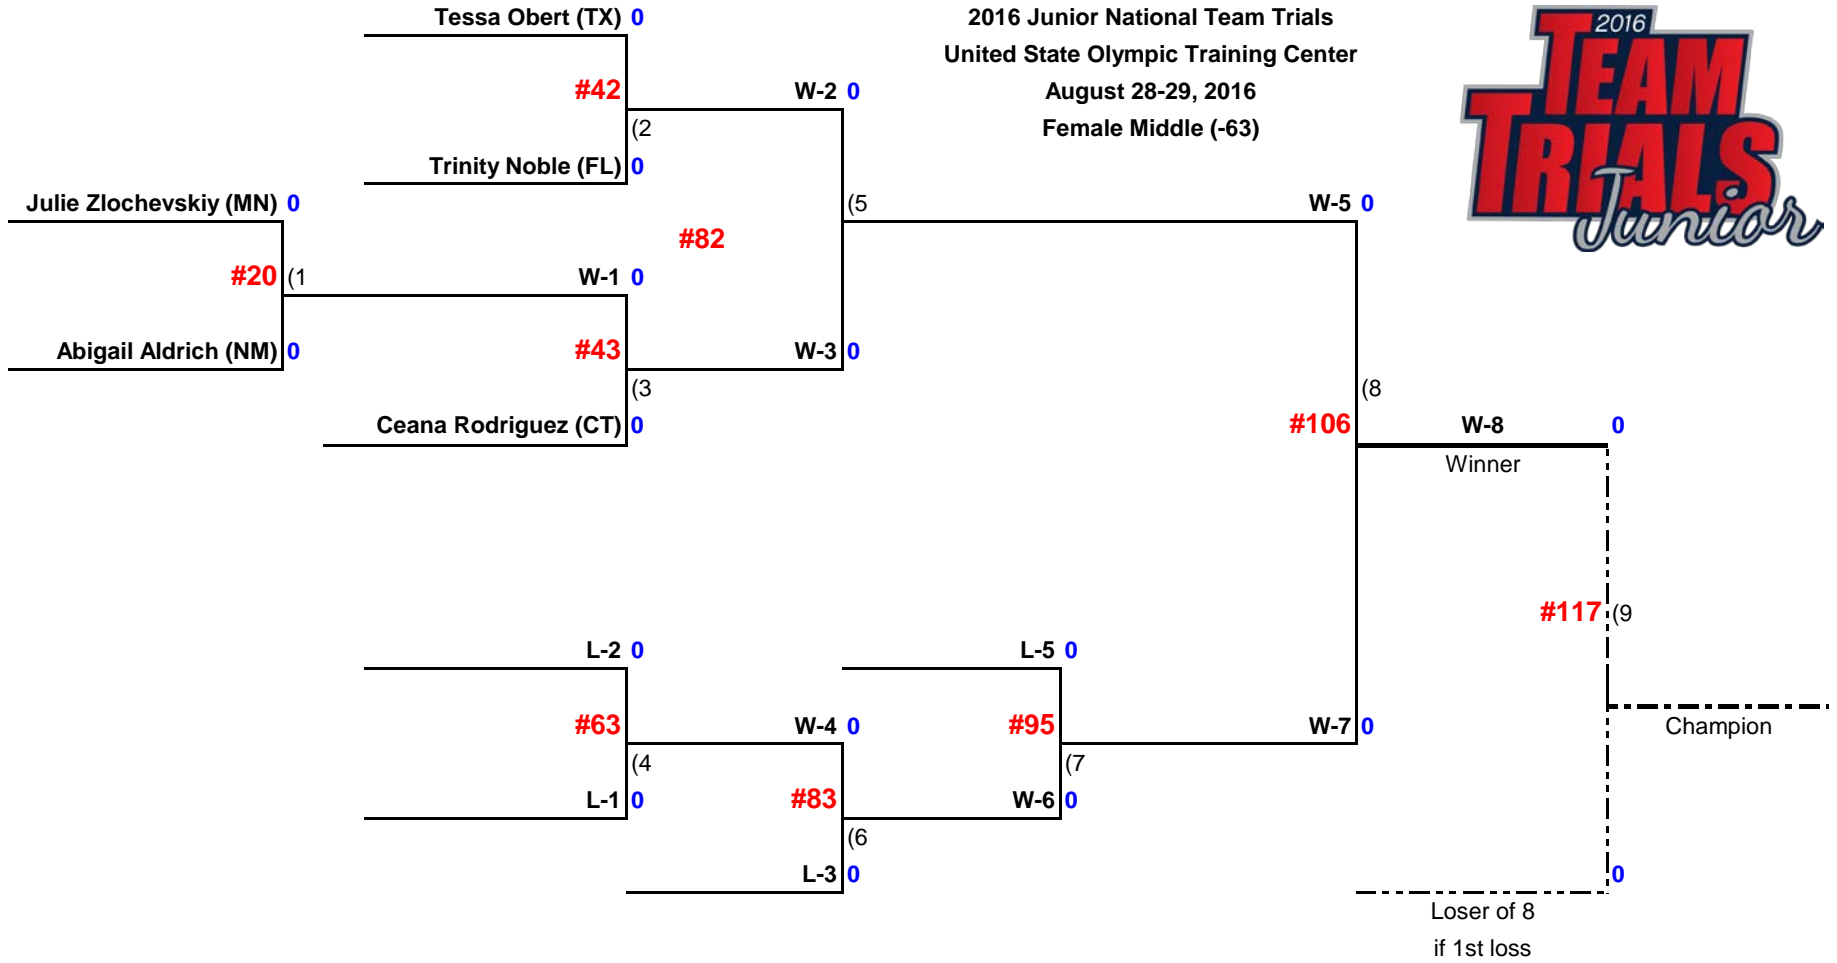 Tessa Obert (TX) 0
2016 Junior National Team Trials
2016
TEAM
TRIALS
Junior
United State Olympic Training Center
#42
W-2 0
August 28-29, 2016
(2
Female Middle (-63)
Trinity Noble (FL) 0
Julie Zlochevskiy (MN) 0
(5
W-5 0
#82
#20 (1
W-1 0
Abigail Aldrich (NM) 0
#43
W-3 0
(3
(8
Ceana Rodriguez (CT) 0
#106
W-8 0
Winner
#117 (9
L-2 0
L-5 0
#63
W-4 0
#95
W-7 0
Champion
(4
(7
L-1 0
#83
W-6 0
(6
L-3 0
0
Loser of 8
if 1st loss